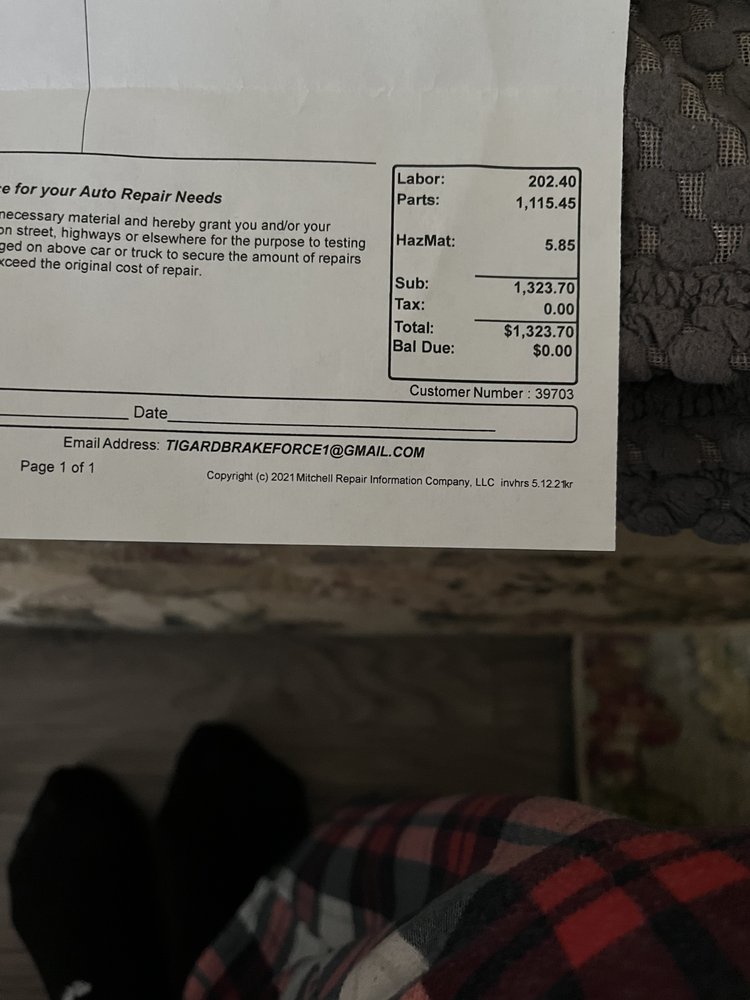 for your Auto Repair Needs
necessary material and hereby grant you and/or your
on street, highways or elsewhere for the purpose to testing
on above car or truck to secure the amount of repairs
the original cost of repair.
Labor: 202.40
Parts: 1,115.45
HazMat: 5.85
Sub: 1,323.70
Tax: 0.00
Total: $1,323.70
Bal Due: $0.00
Customer Number : 39703
Date
Email Address: TIGARDBRAKEFORCE1@GMAIL.COM
Page 1 of 1
Copyright (c) 2021 Mitchell Repair Information Company, LLC invhrs 5.12.21kr